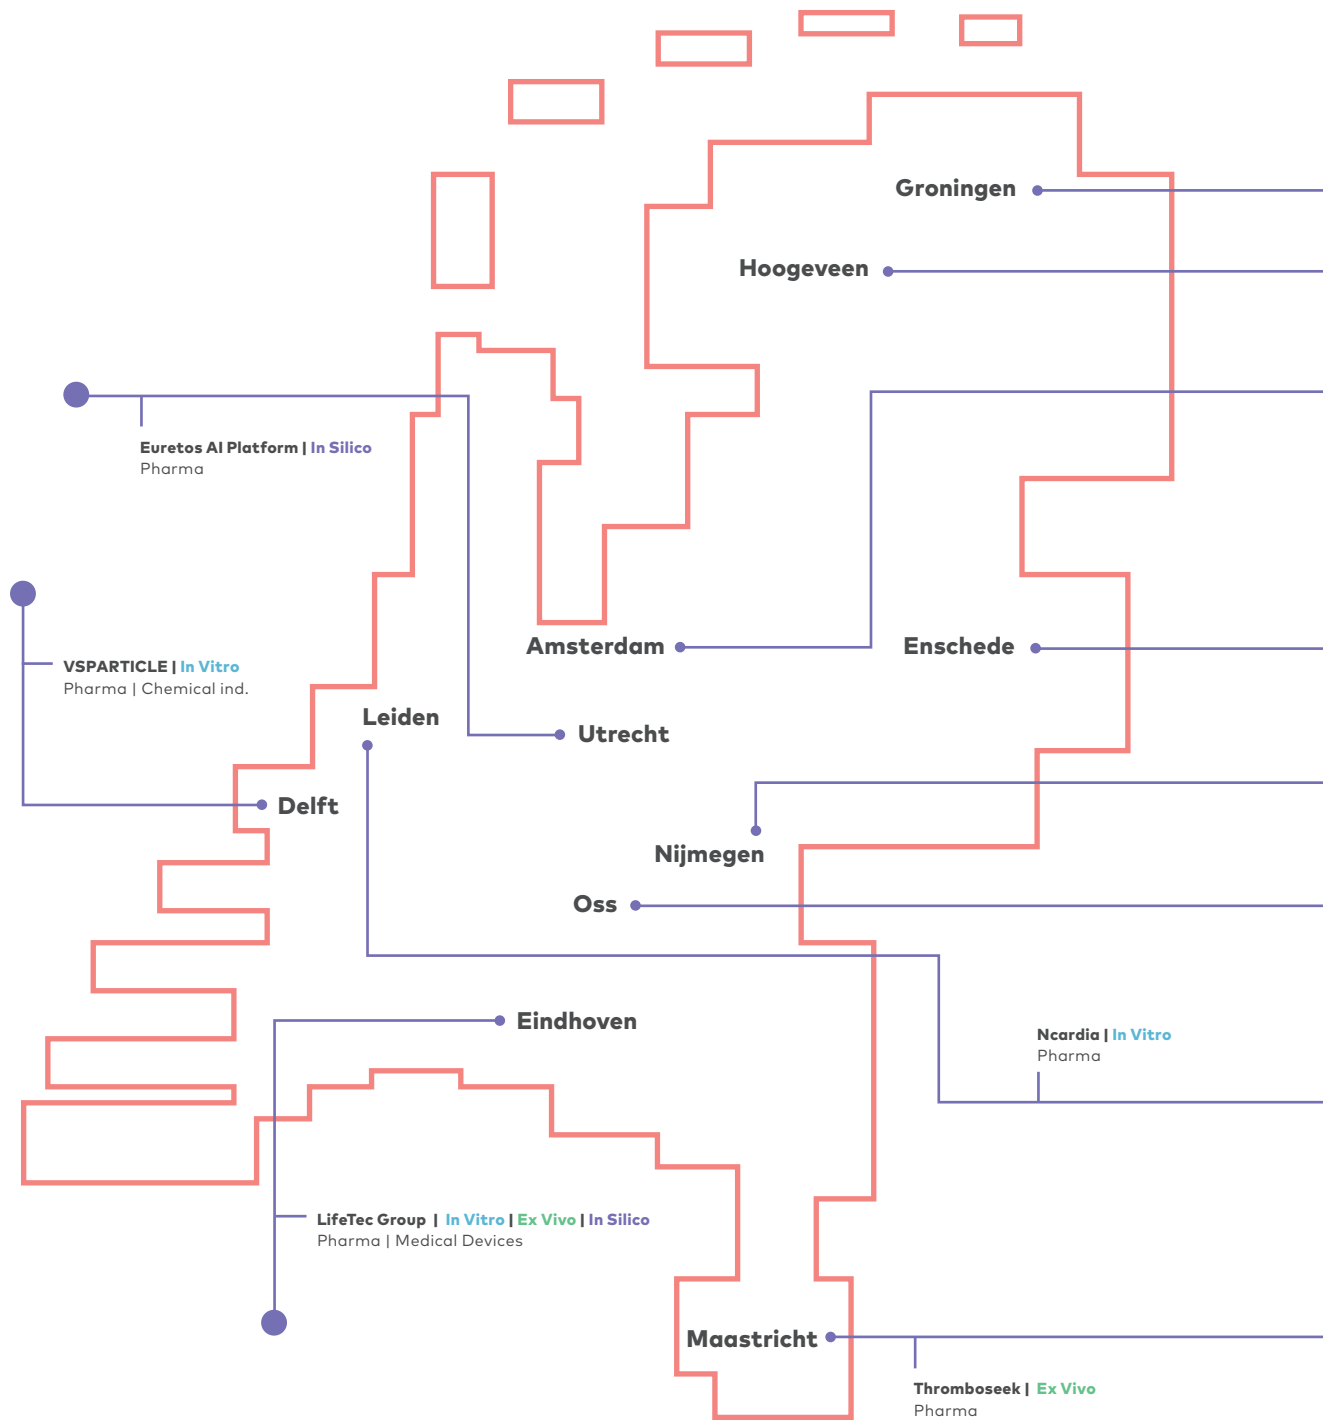 Groningen
Hoogeveen
Euretos AI Platform | In Silico
Pharma
Amsterdam
Enschede
VSPARTICLE | In Vitro
Pharma | Chemical ind.
Leiden
Utrecht
Delft
Nijmegen
Oss
Eindhoven
Ncardia | In Vitro
Pharma
LifeTec Group | In Vitro | Ex Vivo | In Silico
Pharma | Medical Devices
Maastricht
Thromboseek | Ex Vivo
Pharma